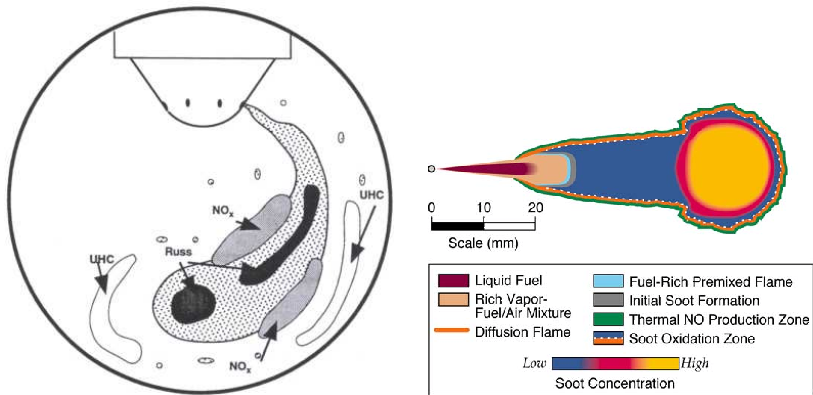 UHC
NOx
Russ
UHC
NOx
0 10 20
Scale (mm)
Liquid Fuel
Rich Vapor-
Fuel/Air Mixture
Diffusion Flame
Fuel-Rich Premixed Flame
Initial Soot Formation
Thermal NO Production Zone
Soot Oxidation Zone
Low High
Soot Concentration